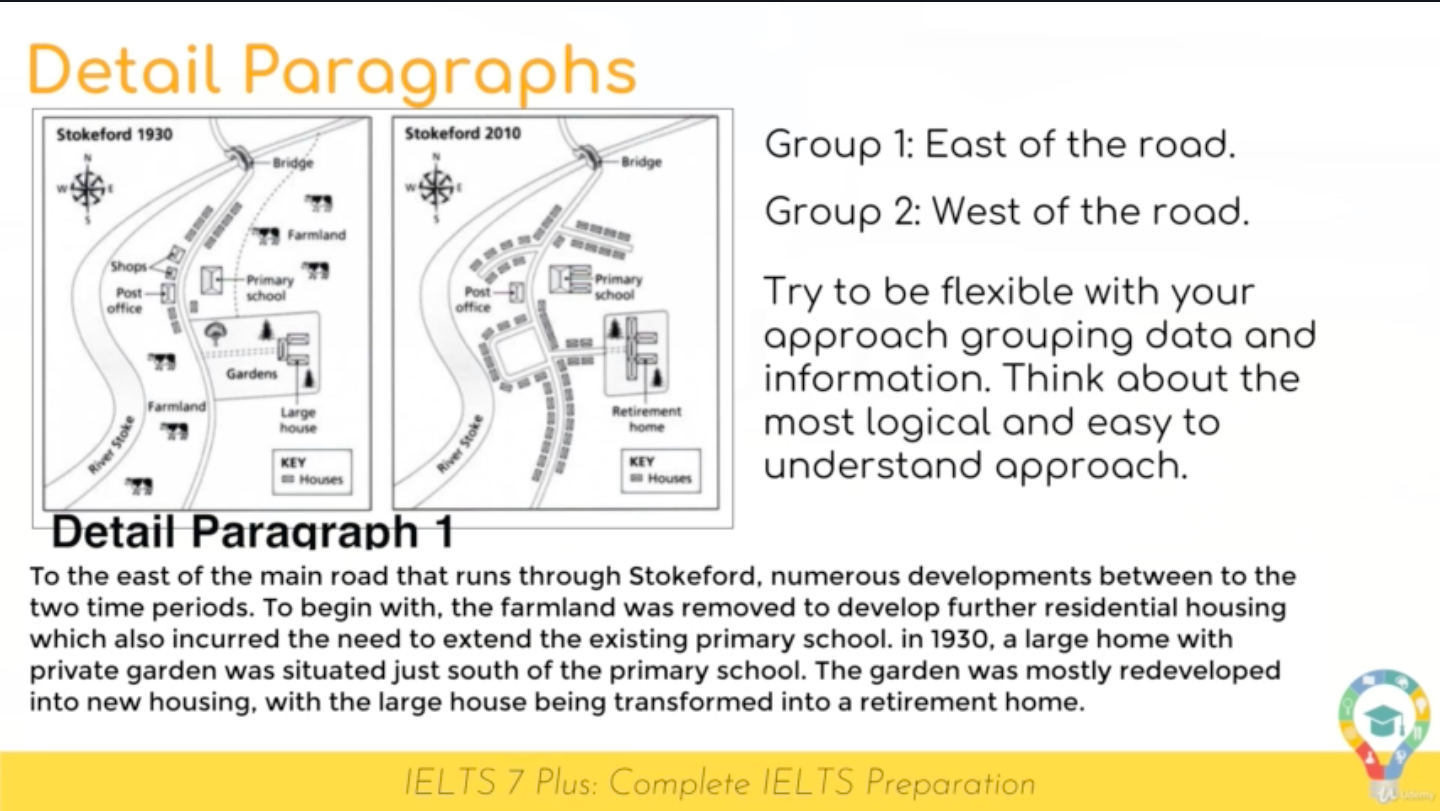 Detail Paragraphs
Stokeford 1930
N
W
E
S
Bridge
Farmland
Shops
Primary
school
Post
office
Gardens
Farmland
Large
house
River Stoke
KEY
Houses
Stokeford 2010
N
W
E
S
Bridge
Primary
school
Post
office
Retirement
home
River Stoke
KEY
Houses
Group 1: East of the road.
Group 2: West of the road.
Try to be flexible with your
approach grouping data and
information. Think about the
most logical and easy to
understand approach.
Detail Paragraph 1
To the east of the main road that runs through Stokeford, numerous developments between to the
two time periods. To begin with, the farmland was removed to develop further residential housing
which also incurred the need to extend the existing primary school. in 1930, a large home with
private garden was situated just south of the primary school. The garden was mostly redeveloped
into new housing, with the large house being transformed into a retirement home.
IELTS 7 Plus: Complete IELTS Preparation
Udemy